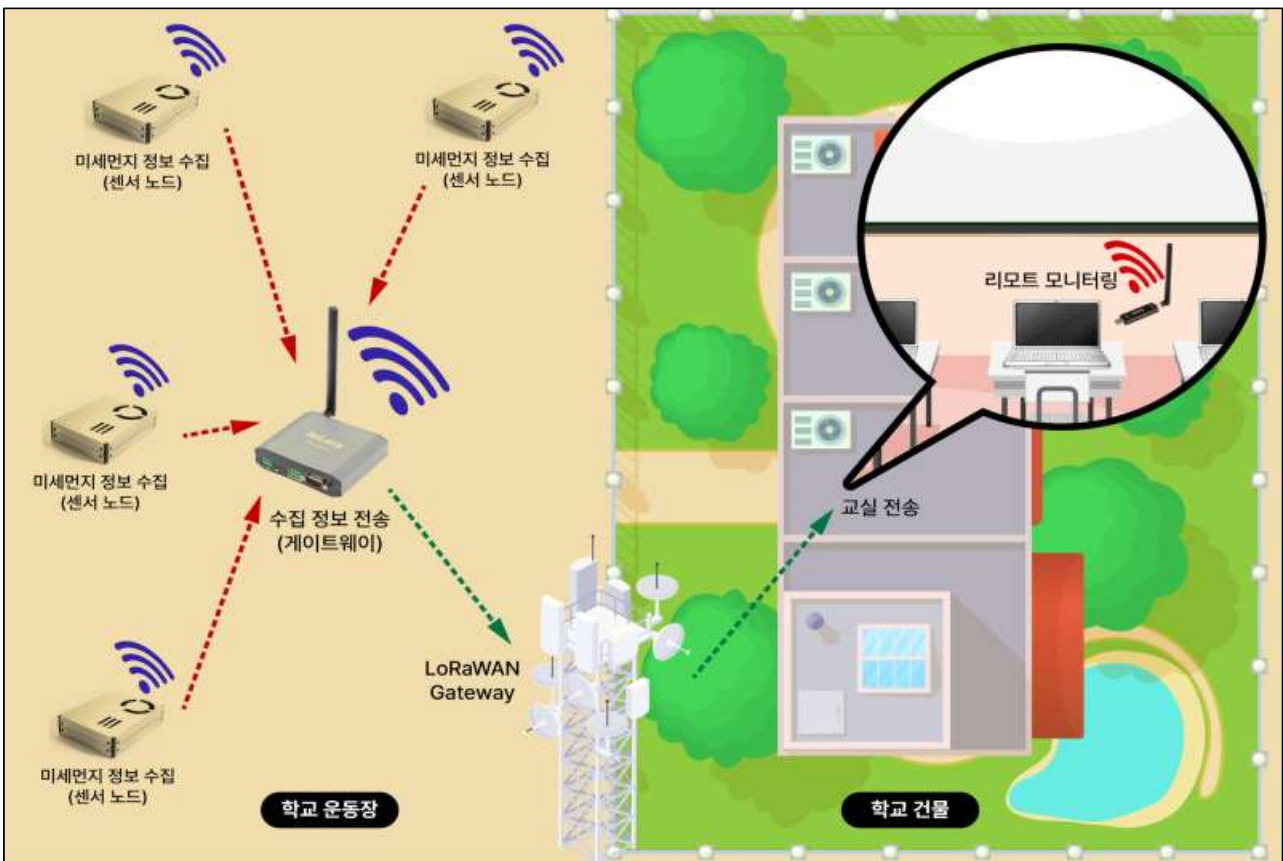 미세먼지 정보 수집
(센서 노드)
미세먼지 정보 수집
(센서 노드)
리모트 모니터링
미세먼지 정보 수집
(센서 노드)
수집 정보 전송
(게이트웨이)
교실 전송
LoRaWAN
Gateway
미세먼지 정보 수집
(센서 노드)
학교 운동장
학교 건물